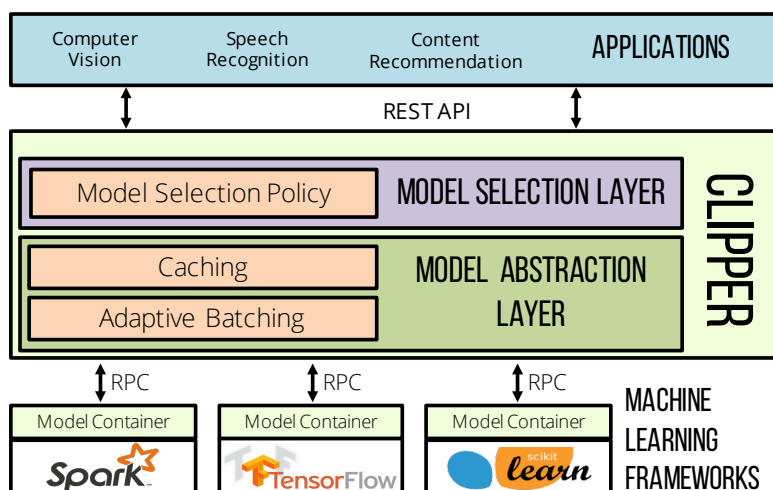 Computer
Vision
Speech
Recognition
Content
Recommendation
APPLICATIONS
REST API
Model Selection Policy
MODEL SELECTION LAYER
Caching
Adaptive Batching
MODEL ABSTRACTION
LAYER
CLIPPER
RPC
RPC
RPC
Model Container
Spark
Model Container
TensorFlow
Model Container
scikit
learn
MACHINE
LEARNING
FRAMEWORKS